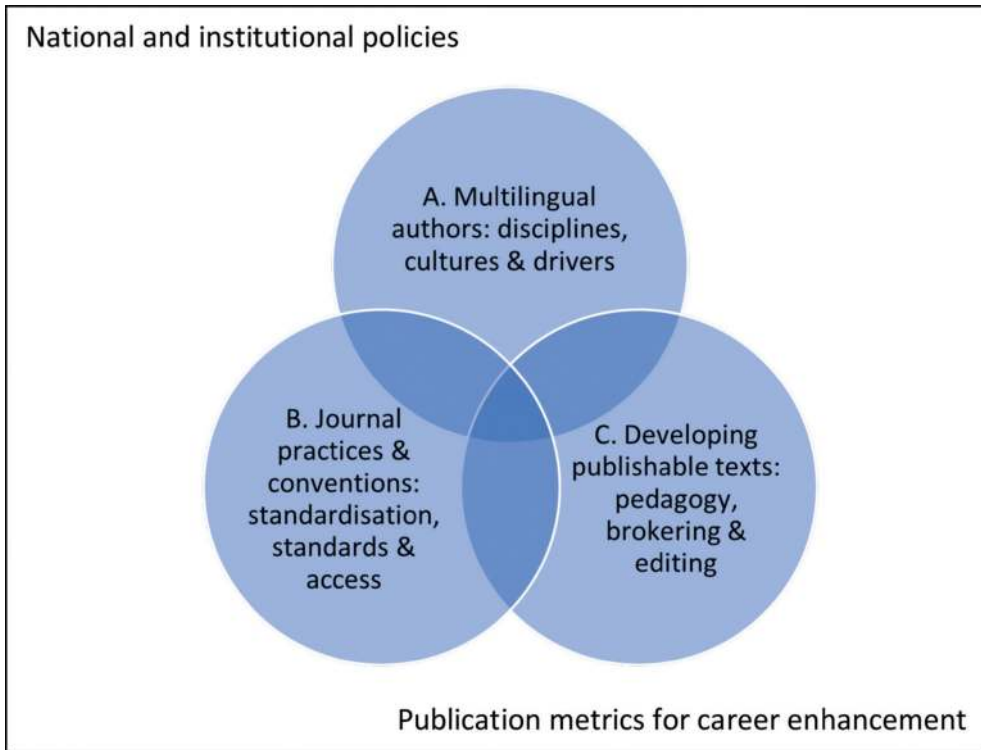 National and institutional policies
A. Multilingual
authors: disciplines,
cultures & drivers
B. Journal
practices &
conventions:
standardisation,
standards &
access
C. Developing
publishable texts:
pedagogy,
brokering &
editing
Publication metrics for career enhancement